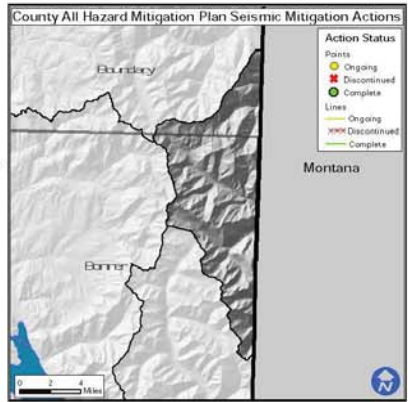 County All Hazard Mitigation Plan Seismic Mitigation Actions
Action Status
Points
Ongoing
Discontinued
Complete
Lines
Ongoing
Discontinued
Complete
Boundary
Montana
Bonner
0 2 4
Miles
N